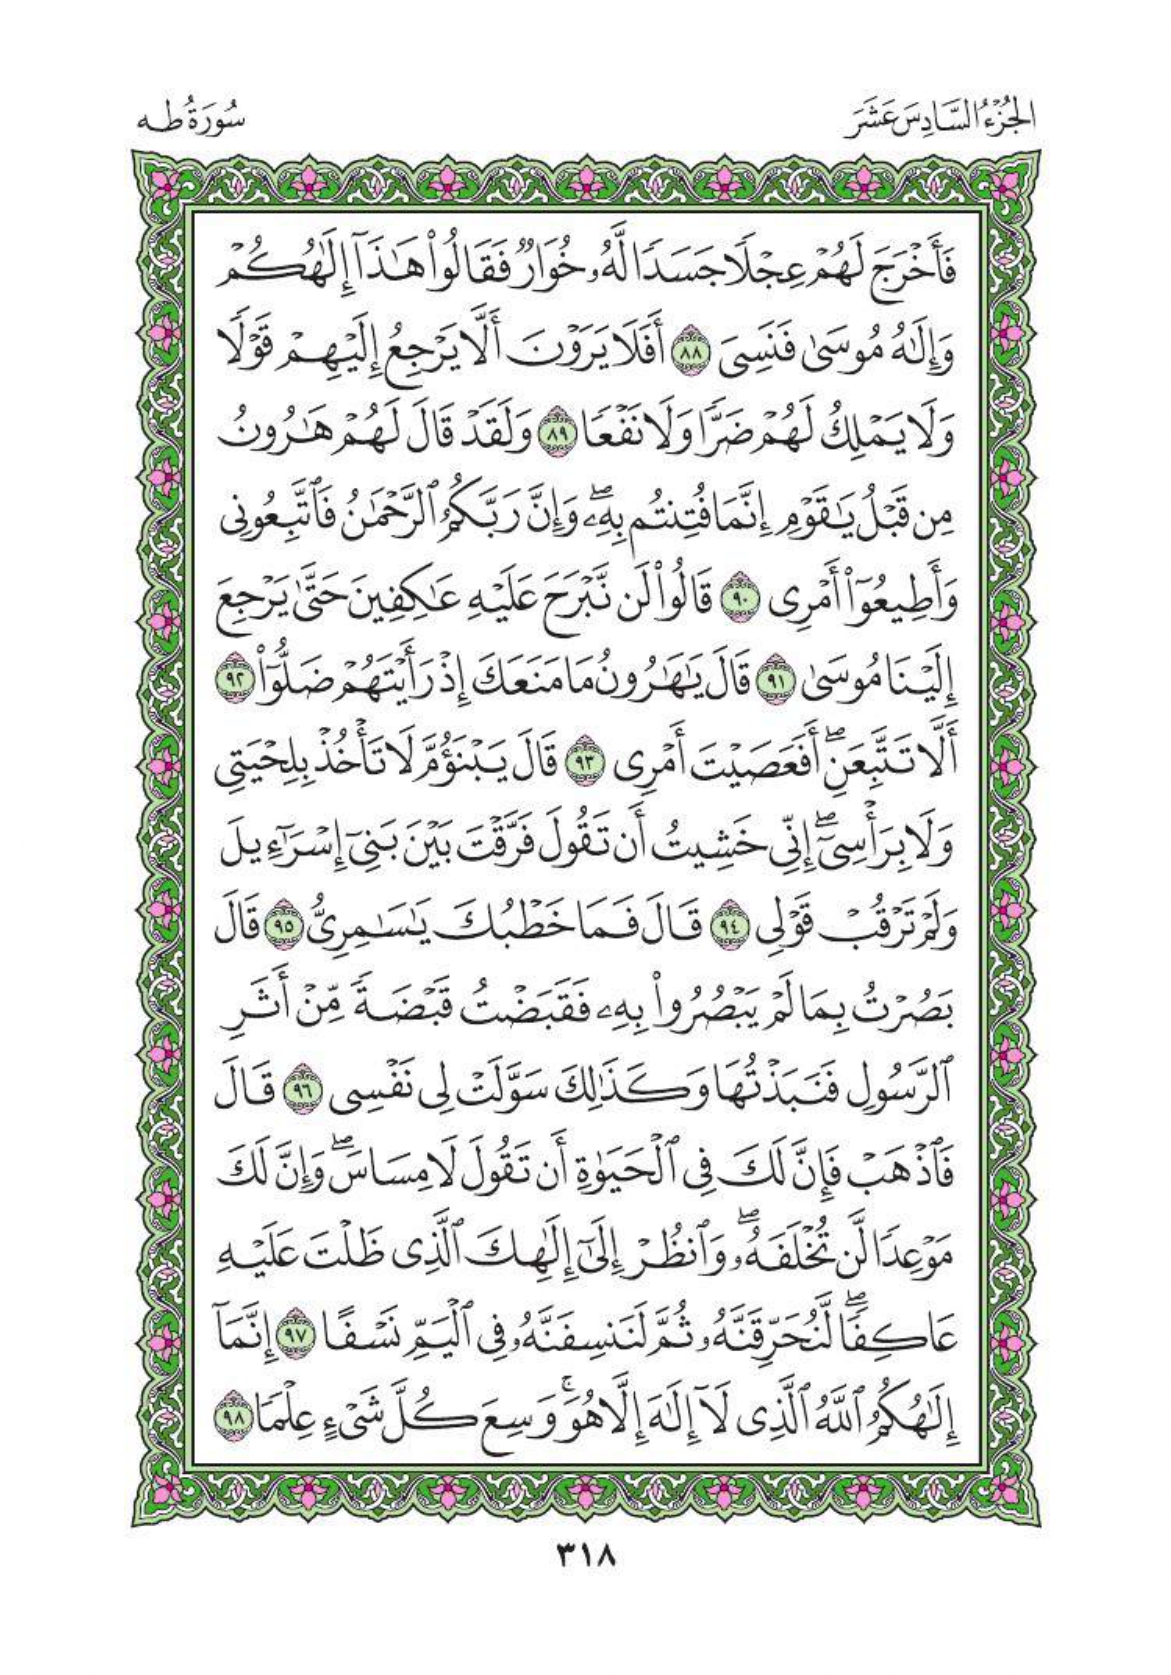 الجُزْءُ السَّادِسَ عَشَرَ
سُورَةُ طه
فَأَخْرَجَ لَهُمْ عِجْلًا جَسَدًا لَّهُۥ خُوَارٌ فَقَالُوا۟ هَـٰذَآ إِلَـٰهُكُمْ
وَإِلَـٰهُ مُوسَىٰ فَنَسِىَ ٨٨ أَفَلَا يَرَوْنَ أَلَّا يَرْجِعُ إِلَيْهِمْ قَوْلًا
وَلَا يَمْلِكُ لَهُمْ ضَرًّا وَلَا نَفْعًا ٨٩ وَلَقَدْ قَالَ لَهُمْ هَـٰرُونُ
مِن قَبْلُ يَـٰقَوْمِ إِنَّمَا فُتِنتُم بِهِۦۖ وَإِنَّ رَبَّكُمُ ٱلرَّحْمَـٰنُ فَٱتَّبِعُونِى
وَأَطِيعُوٓا۟ أَمْرِى ٩٠ قَالُوا۟ لَن نَّبْرَحَ عَلَيْهِ عَـٰكِفِينَ حَتَّىٰ يَرْجِعَ
إِلَيْنَا مُوسَىٰ ٩١ قَالَ يَـٰهَـٰرُونُ مَا مَنَعَكَ إِذْ رَأَيْتَهُمْ ضَلُّوٓا۟ ٩٢
أَلَّا تَتَّبِعَنِۖ أَفَعَصَيْتَ أَمْرِى ٩٣ قَالَ يَبْنَؤُمَّ لَا تَأْخُذْ بِلِحْيَتِى
وَلَا بِرَأْسِىٓۖ إِنِّى خَشِيتُ أَن تَقُولَ فَرَّقْتَ بَيْنَ بَنِىٓ إِسْرَٰٓءِيلَ
وَلَمْ تَرْقُبْ قَوْلِى ٩٤ قَالَ فَمَا خَطْبُكَ يَـٰسَـٰمِرِىُّ ٩٥ قَالَ
بَصُرْتُ بِمَا لَمْ يَبْصُرُوا۟ بِهِۦ فَقَبَضْتُ قَبْضَةً مِّنْ أَثَرِ
ٱلرَّسُولِ فَنَبَذْتُهَا وَكَذَٰلِكَ سَوَّلَتْ لِى نَفْسِى ٩٦ قَالَ
فَٱذْهَبْ فَإِنَّ لَكَ فِى ٱلْحَيَوٰةِ أَن تَقُولَ لَا مِسَاسَۖ وَإِنَّ لَكَ
مَوْعِدًا لَّن تُخْلَفَهُۥۖ وَٱنظُرْ إِلَىٰٓ إِلَـٰهِكَ ٱلَّذِى ظَلْتَ عَلَيْهِ
عَاكِفًاۖ لَّنُحَرِّقَنَّهُۥ ثُمَّ لَنَنسِفَنَّهُۥ فِى ٱلْيَمِّ نَسْفًا ٩٧ إِنَّمَآ
إِلَـٰهُكُمُ ٱللَّهُ ٱلَّذِى لَآ إِلَـٰهَ إِلَّا هُوَۚ وَسِعَ كُلَّ شَىْءٍ عِلْمًا ٩٨
٣١٨